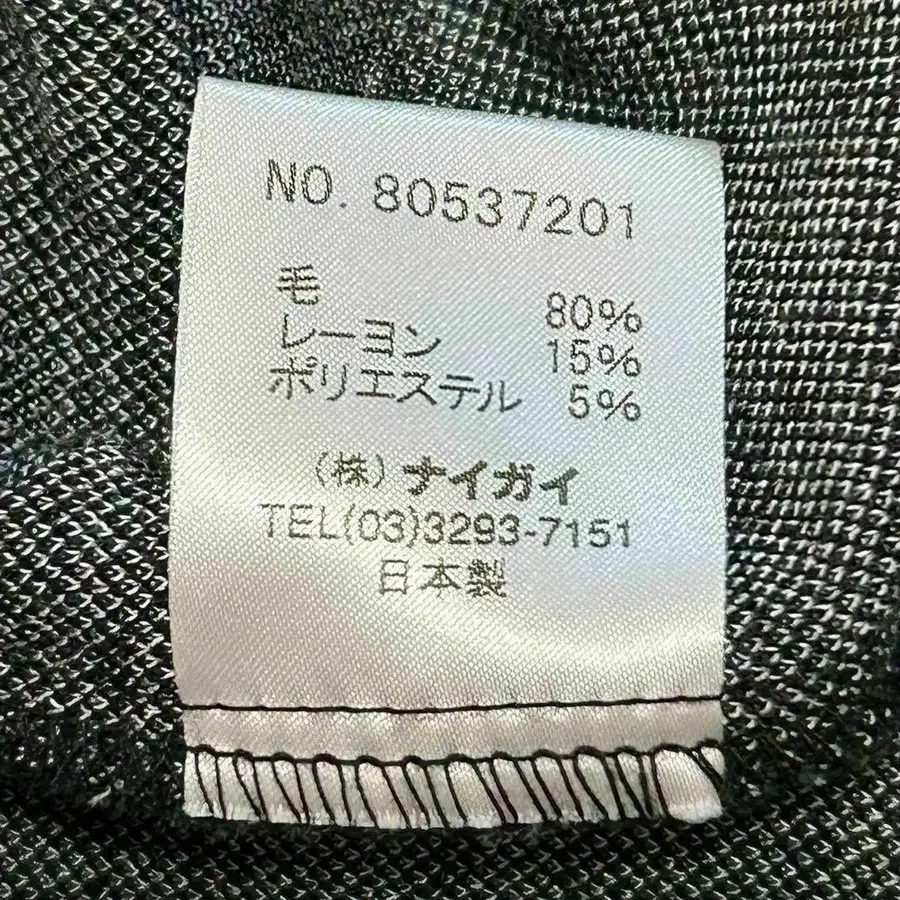 NO. 80537201
毛 80%
レーヨン 15%
ポリエステル 5%
(株)ナイガイ
TEL(03)3293-7151
日本製